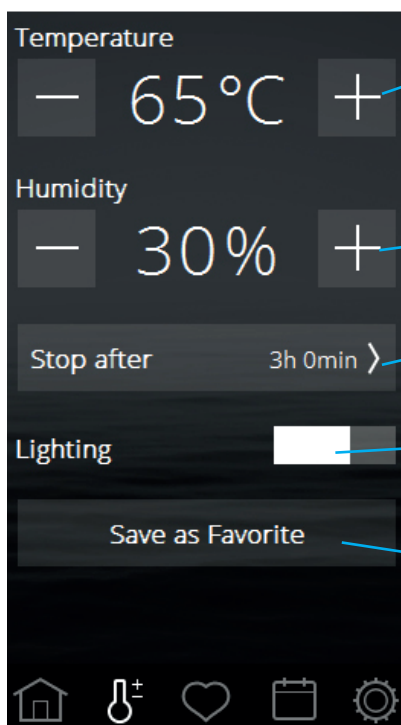 Temperature
− 65°C +
Humidity
− 30% +
Stop after 3h 0min >
Lighting
Save as Favorite